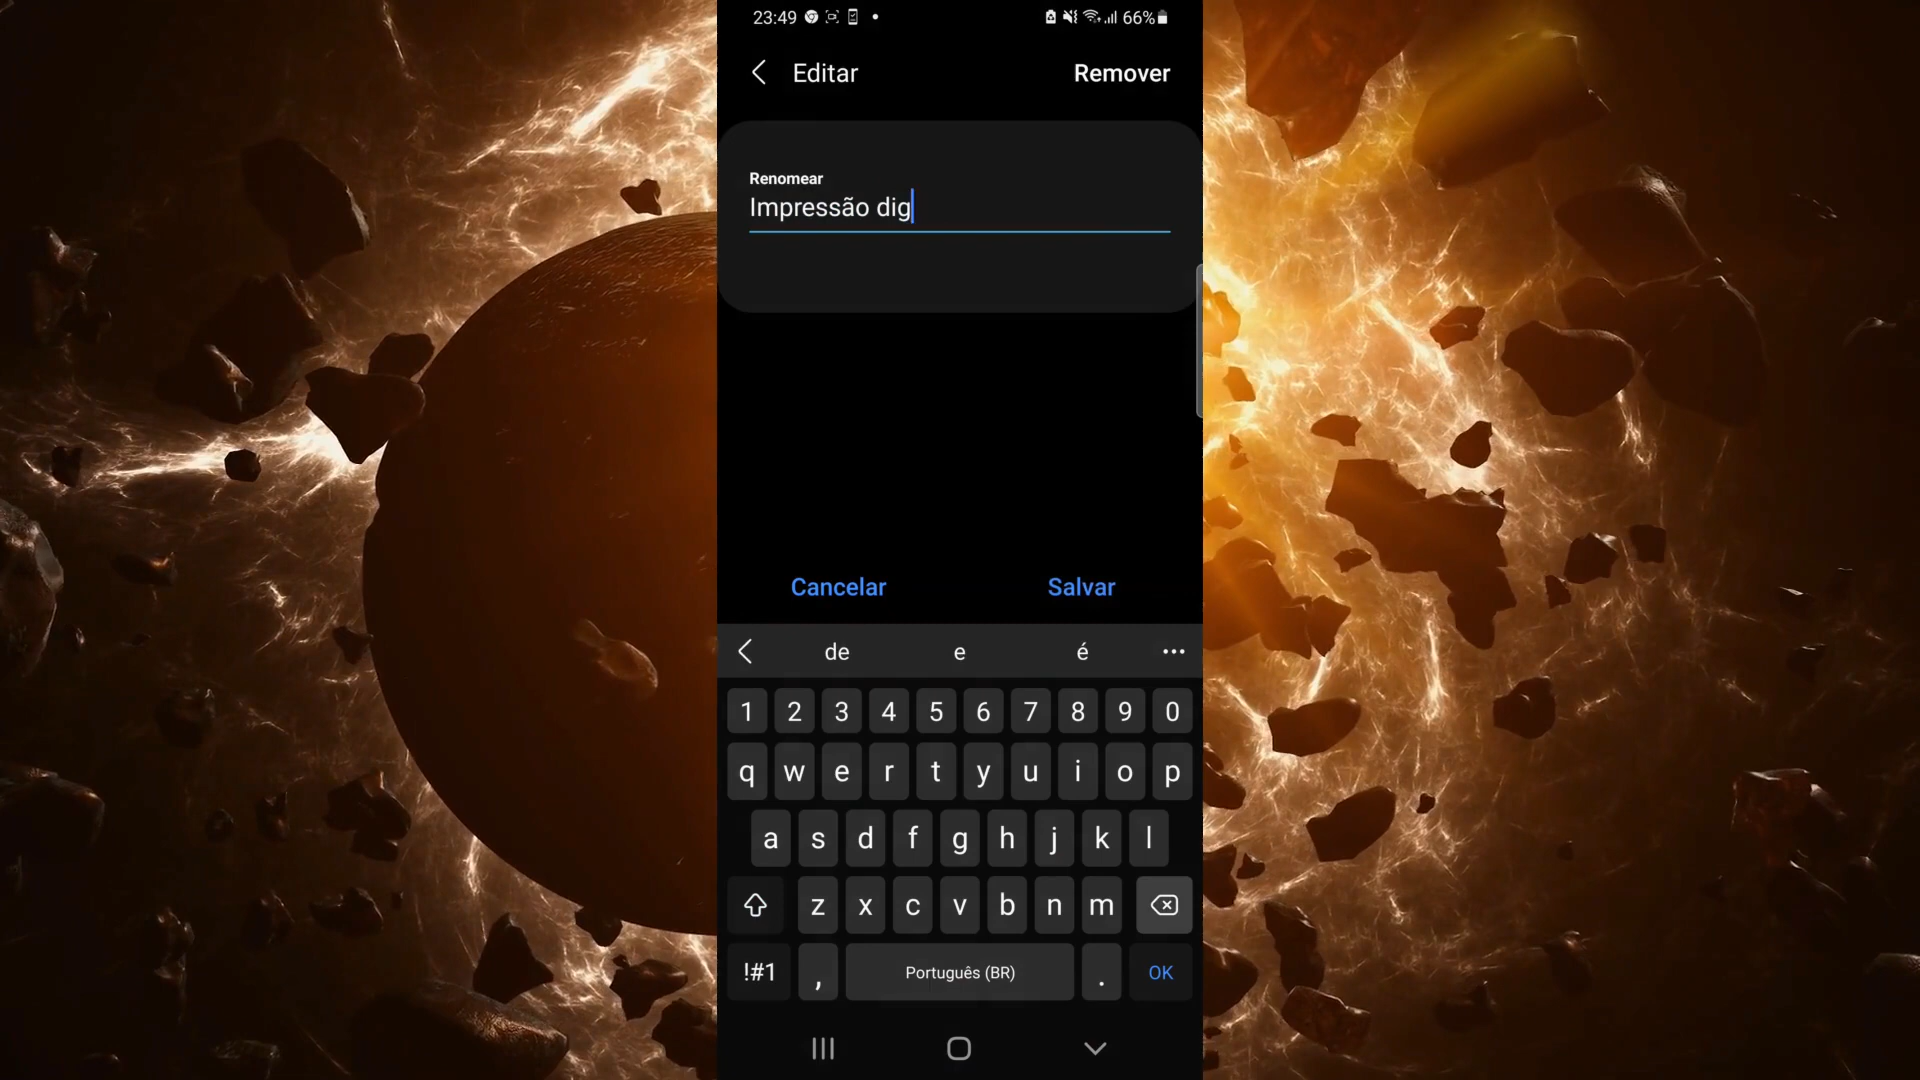 23:49 66%
Editar Remover
Renomear
Impressão dig
Cancelar Salvar
de e é ...
1 2 3 4 5 6 7 8 9 0
q w e r t y u i o p
a s d f g h j k l
z x c v b n m
!#1 , Português (BR) . OK